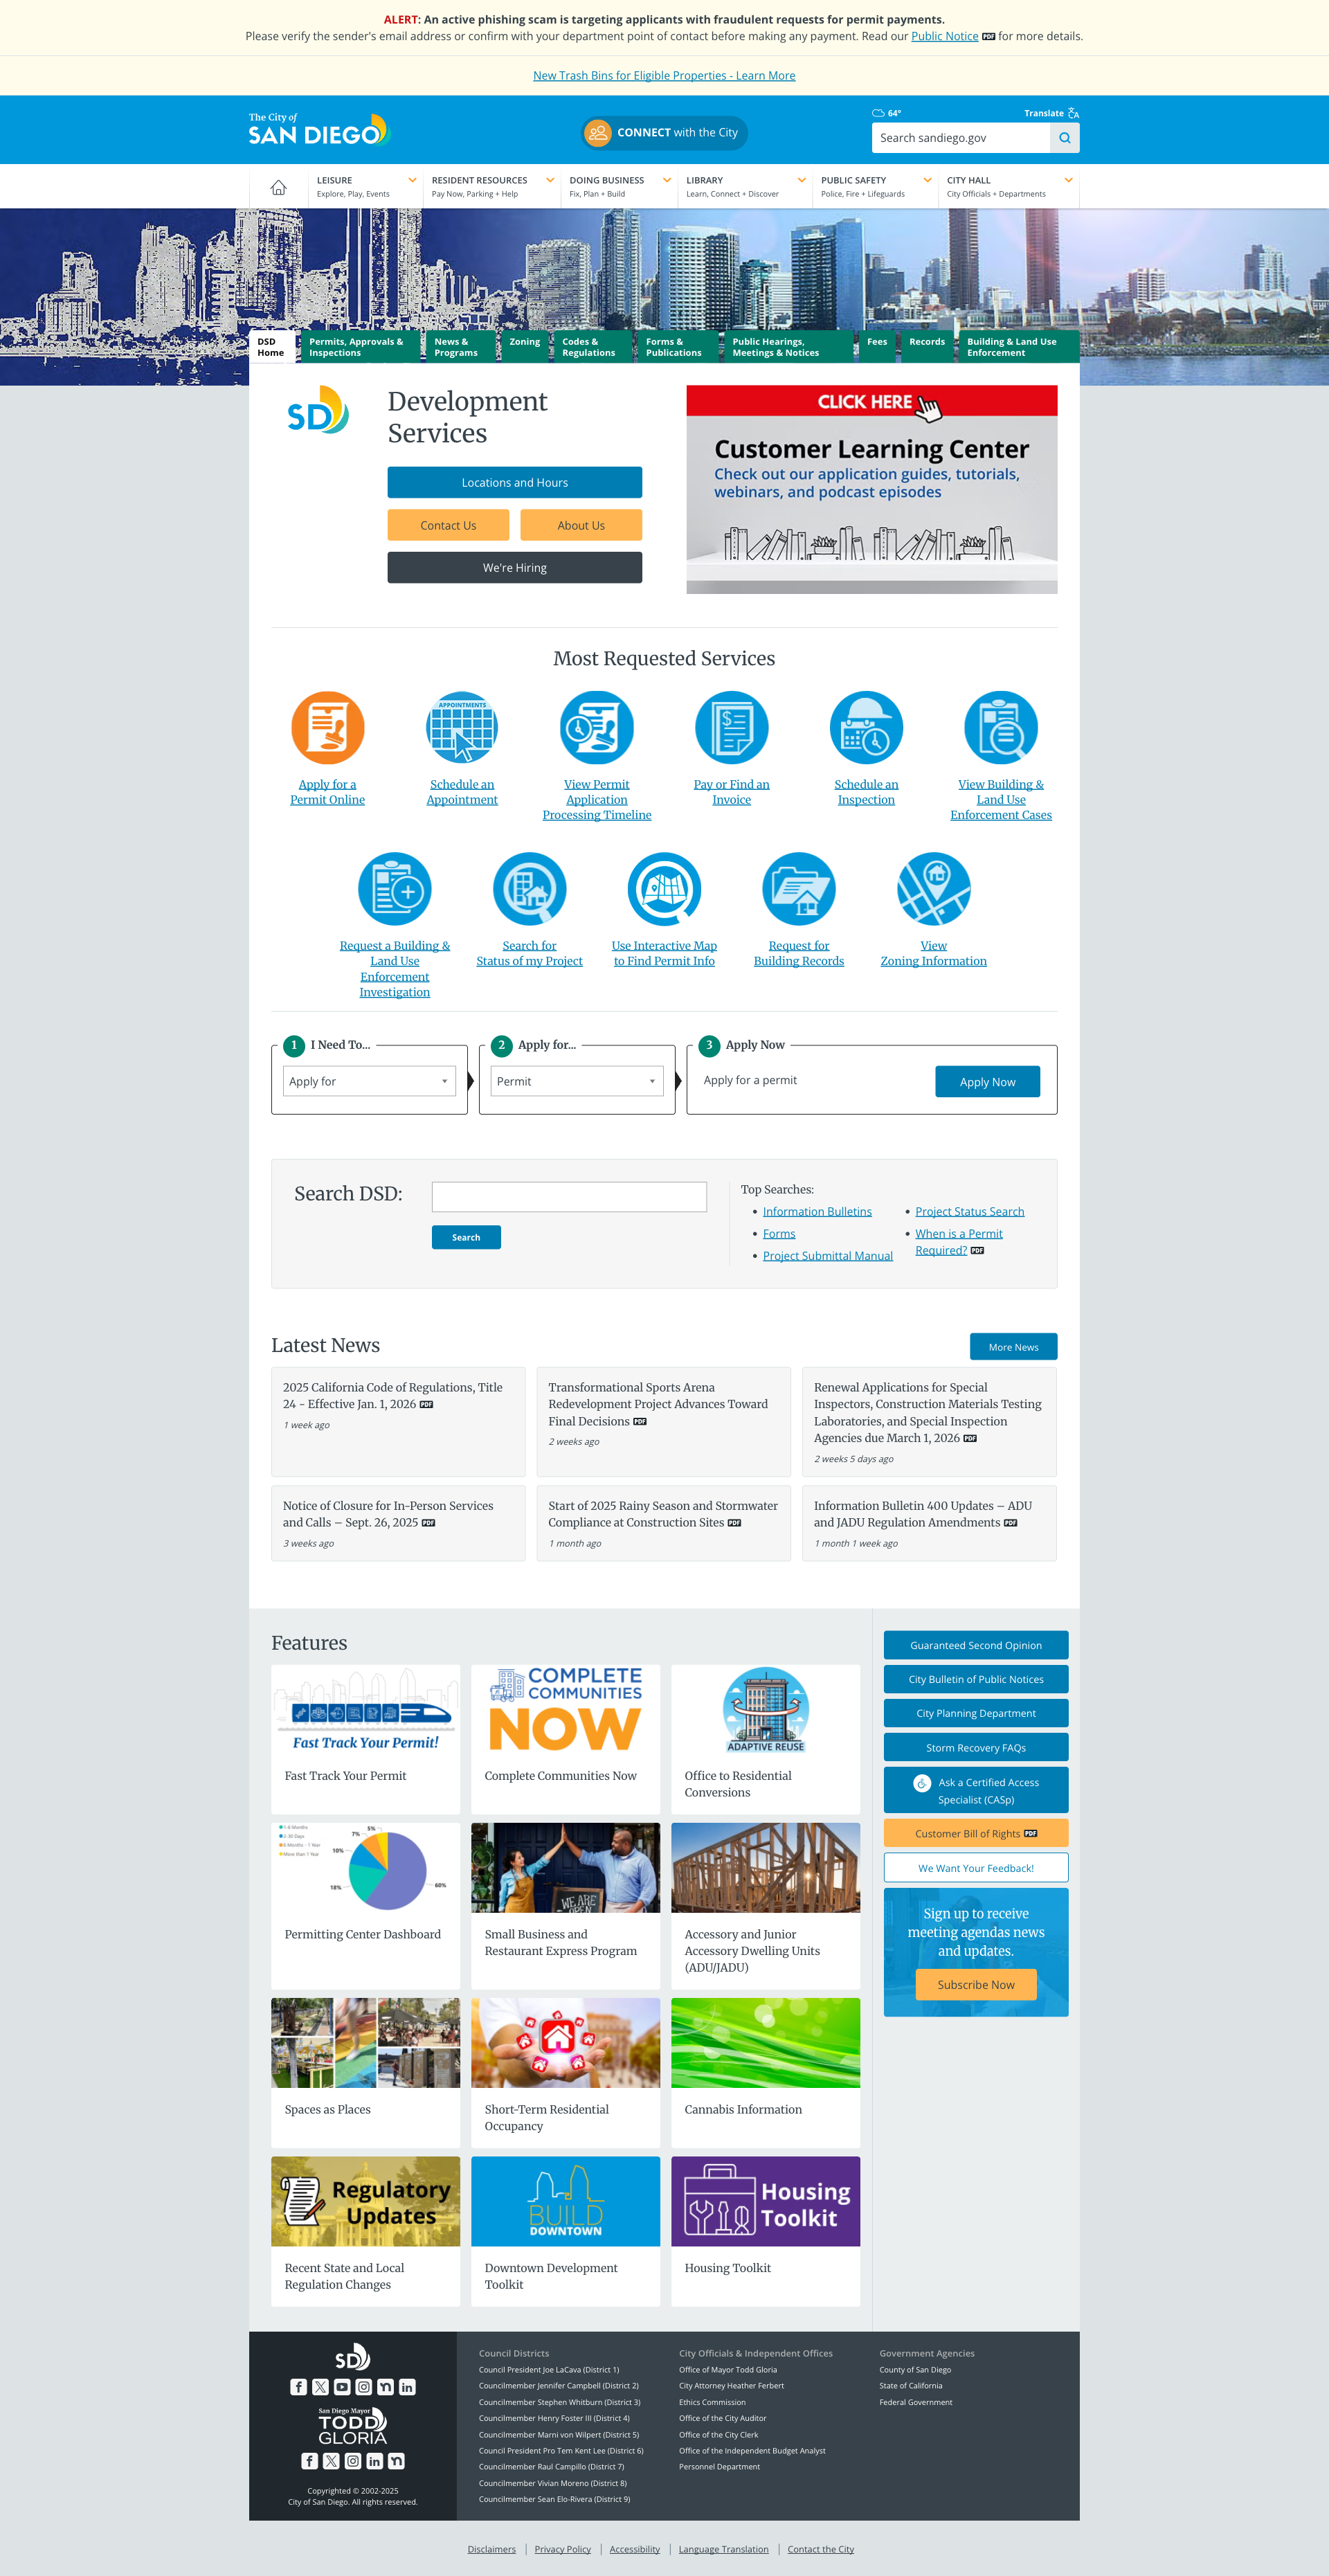 ALERT: An active phishing scam is targeting applicants with fraudulent requests for permit payments.
Please verify the sender's email address or confirm with your department point of contact before making any payment. Read our Public Notice PDF for more details.
New Trash Bins for Eligible Properties - Learn More
The City of
SAN DIEGO
CONNECT with the City
64°
Translate
Search sandiego.gov
LEISURE
Explore, Play, Events
RESIDENT RESOURCES
Pay Now, Parking + Help
DOING BUSINESS
Fix, Plan + Build
LIBRARY
Learn, Connect + Discover
PUBLIC SAFETY
Police, Fire + Lifeguards
CITY HALL
City Officials + Departments
DSD
Home
Permits, Approvals &
Inspections
News &
Programs
Zoning
Codes &
Regulations
Forms &
Publications
Public Hearings,
Meetings & Notices
Fees
Records
Building & Land Use
Enforcement
SD
Development
Services
Locations and Hours
Contact Us
About Us
We're Hiring
CLICK HERE
Customer Learning Center
Check out our application guides, tutorials,
webinars, and podcast episodes
Most Requested Services
APPOINTMENTS
Apply for a
Permit Online
Schedule an
Appointment
View Permit
Application
Processing Timeline
Pay or Find an
Invoice
Schedule an
Inspection
View Building &
Land Use
Enforcement Cases
Request a Building &
Land Use
Enforcement
Investigation
Search for
Status of my Project
Use Interactive Map
to Find Permit Info
Request for
Building Records
View
Zoning Information
1 I Need To...
Apply for
2 Apply for...
Permit
3 Apply Now
Apply for a permit
Apply Now
Search DSD:
Search
Top Searches:
Information Bulletins
Forms
Project Submittal Manual
Project Status Search
When is a Permit
Required? PDF
Latest News
More News
2025 California Code of Regulations, Title
24 - Effective Jan. 1, 2026 PDF
1 week ago
Transformational Sports Arena
Redevelopment Project Advances Toward
Final Decisions PDF
2 weeks ago
Renewal Applications for Special
Inspectors, Construction Materials Testing
Laboratories, and Special Inspection
Agencies due March 1, 2026 PDF
2 weeks 5 days ago
Notice of Closure for In-Person Services
and Calls – Sept. 26, 2025 PDF
3 weeks ago
Start of 2025 Rainy Season and Stormwater
Compliance at Construction Sites PDF
1 month ago
Information Bulletin 400 Updates – ADU
and JADU Regulation Amendments PDF
1 month 1 week ago
Features
Fast Track Your Permit!
Fast Track Your Permit
COMPLETE
COMMUNITIES
NOW
Complete Communities Now
ADAPTIVE REUSE
Office to Residential
Conversions
5%
7%
10%
18%
60%
Permitting Center Dashboard
WE ARE
OPEN
Small Business and
Restaurant Express Program
Accessory and Junior
Accessory Dwelling Units
(ADU/JADU)
Spaces as Places
Short-Term Residential
Occupancy
Cannabis Information
Regulatory
Updates
Recent State and Local
Regulation Changes
BUILD
DOWNTOWN
Downtown Development
Toolkit
Housing
Toolkit
Housing Toolkit
Guaranteed Second Opinion
City Bulletin of Public Notices
City Planning Department
Storm Recovery FAQs
Ask a Certified Access
Specialist (CASp)
Customer Bill of Rights PDF
We Want Your Feedback!
Sign up to receive
meeting agendas news
and updates.
Subscribe Now
SD
San Diego Mayor
TODD
GLORIA
Copyrighted © 2002-2025
City of San Diego. All rights reserved.
Council Districts
Council President Joe LaCava (District 1)
Councilmember Jennifer Campbell (District 2)
Councilmember Stephen Whitburn (District 3)
Councilmember Henry Foster III (District 4)
Councilmember Marni von Wilpert (District 5)
Council President Pro Tem Kent Lee (District 6)
Councilmember Raul Campillo (District 7)
Councilmember Vivian Moreno (District 8)
Councilmember Sean Elo-Rivera (District 9)
City Officials & Independent Offices
Office of Mayor Todd Gloria
City Attorney Heather Ferbert
Ethics Commission
Office of the City Auditor
Office of the City Clerk
Office of the Independent Budget Analyst
Personnel Department
Government Agencies
County of San Diego
State of California
Federal Government
Disclaimers
Privacy Policy
Accessibility
Language Translation
Contact the City